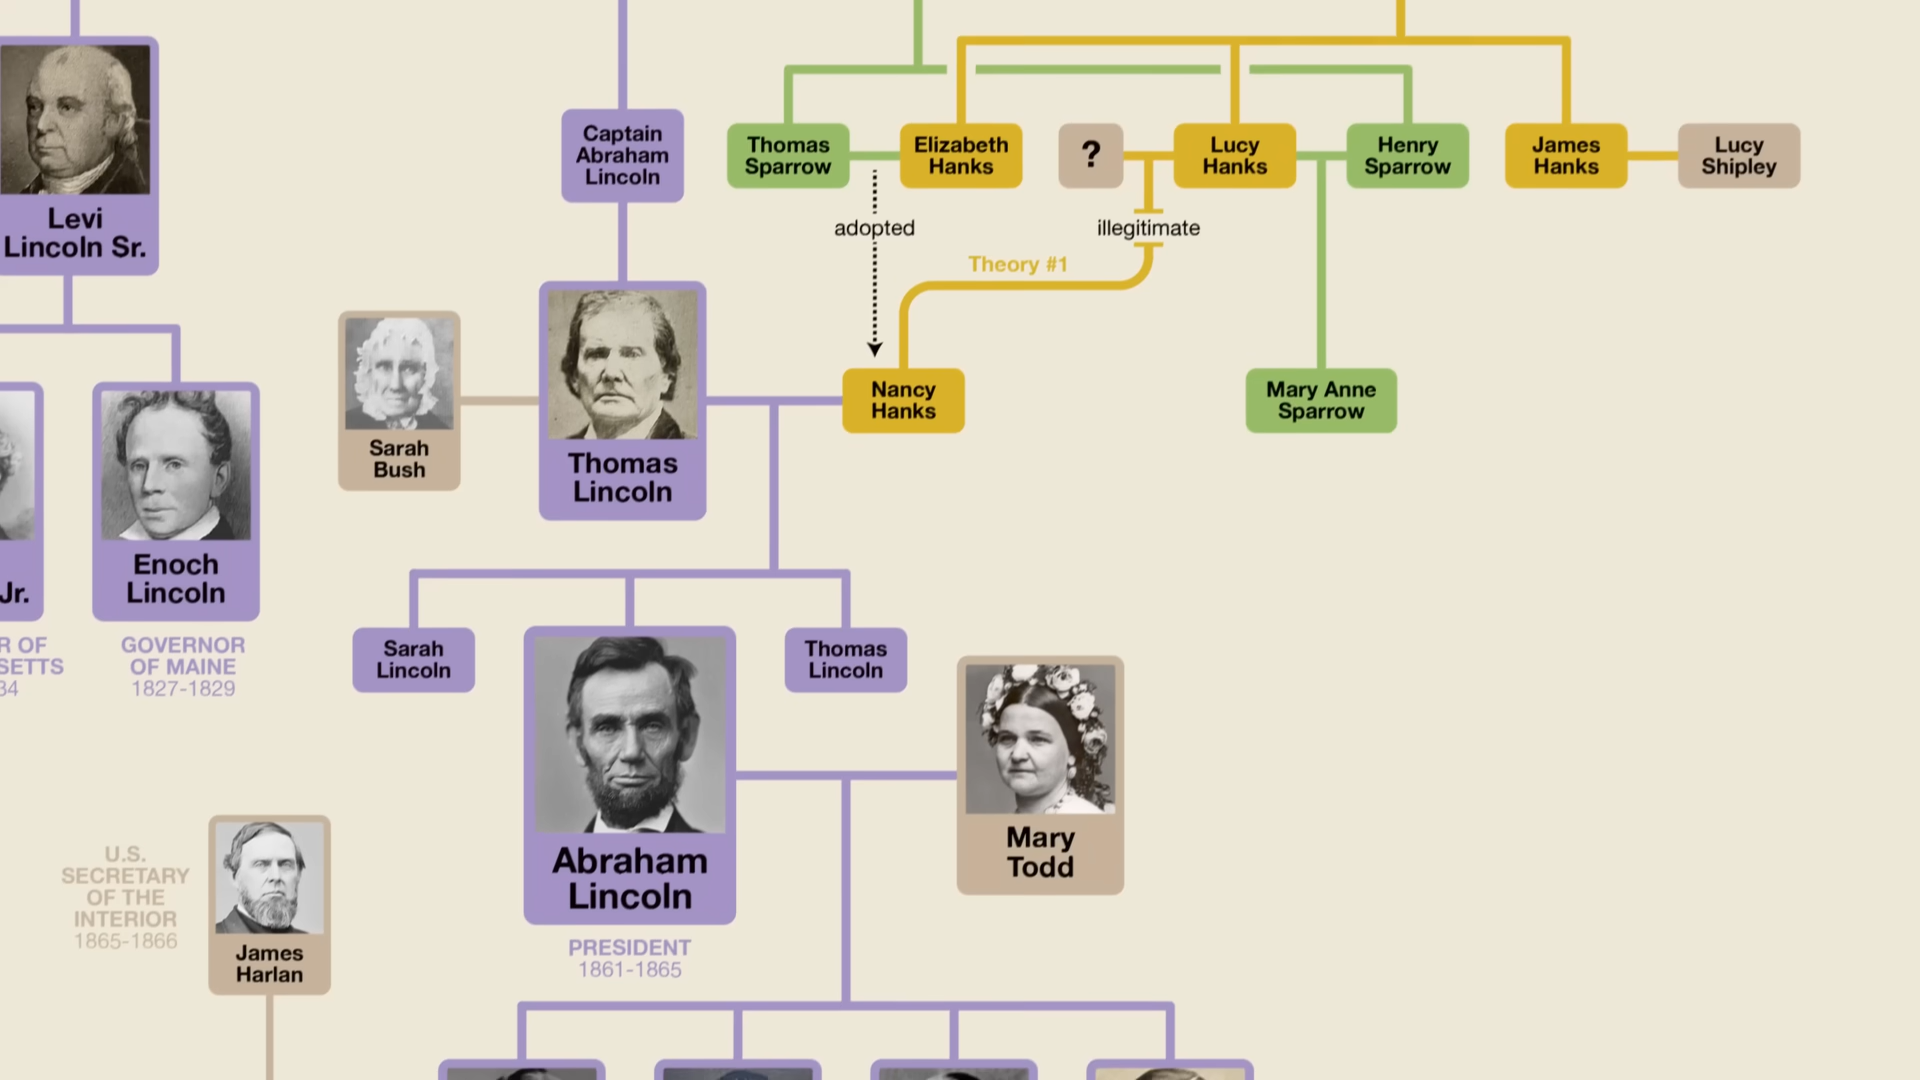 Captain
Abraham
Lincoln
Thomas
Sparrow
Elizabeth
Hanks
?
Lucy
Hanks
Henry
Sparrow
James
Hanks
Lucy
Shipley
Levi
Lincoln Sr.
adopted
illegitimate
Theory #1
Sarah
Bush
Thomas
Lincoln
Nancy
Hanks
Mary Anne
Sparrow
Jr.
Enoch
Lincoln
R OF
SETTS
34
GOVERNOR
OF MAINE
1827-1829
Sarah
Lincoln
Thomas
Lincoln
Abraham
Lincoln
PRESIDENT
1861-1865
Mary
Todd
U.S.
SECRETARY
OF THE
INTERIOR
1865-1866
James
Harlan